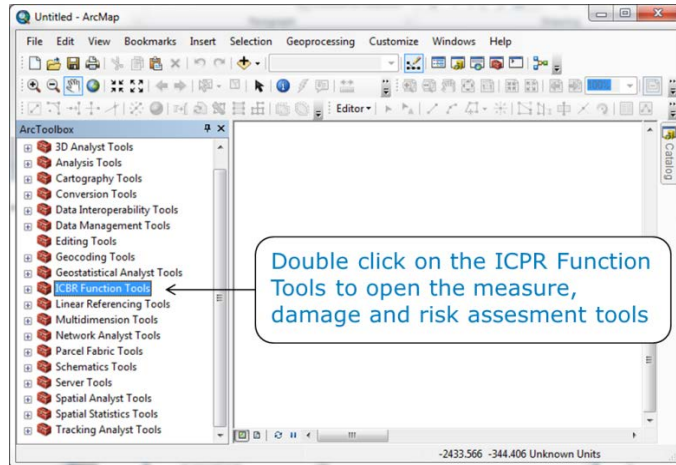 Untitled - ArcMap
File Edit View Bookmarks Insert Selection Geoprocessing Customize Windows Help
100%
Editor
ArcToolbox
3D Analyst Tools
Analysis Tools
Cartography Tools
Conversion Tools
Data Interoperability Tools
Data Management Tools
Editing Tools
Geocoding Tools
Geostatistical Analyst Tools
ICBR Function Tools
Linear Referencing Tools
Multidimension Tools
Network Analyst Tools
Parcel Fabric Tools
Schematics Tools
Server Tools
Spatial Analyst Tools
Spatial Statistics Tools
Tracking Analyst Tools
Catalog
Double click on the ICPR Function
Tools to open the measure,
damage and risk assesment tools
-2433.566 -344.406 Unknown Units